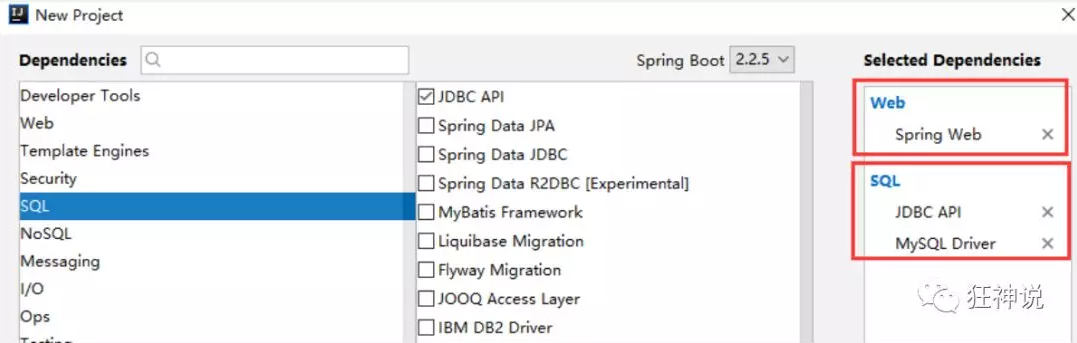 New Project
Dependencies
Spring Boot 2.2.5
Selected Dependencies
Developer Tools
Web
Template Engines
Security
SQL
NoSQL
Messaging
I/O
Ops
JDBC API
Spring Data JPA
Spring Data JDBC
Spring Data R2DBC [Experimental]
MyBatis Framework
Liquibase Migration
Flyway Migration
JOOQ Access Layer
IBM DB2 Driver
Web
Spring Web
SQL
JDBC API
MySQL Driver
狂神说